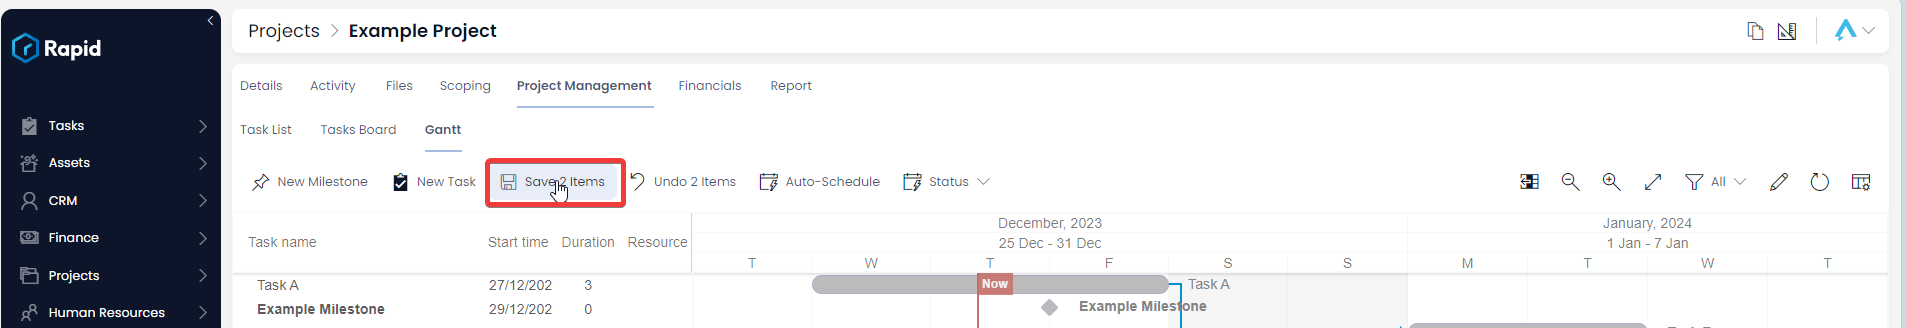 Rapid
Tasks
Assets
CRM
Finance
Projects
Human Resources
Projects > Example Project
Details Activity Files Scoping Project Management Financials Report
Task List Tasks Board Gantt
New Milestone New Task Save 2 Items Undo 2 Items Auto-Schedule Status All
December, 2023 January, 2024
Task name Start time Duration Resource 25 Dec - 31 Dec 1 Jan - 7 Jan
T W T F S S M T W T
Task A 27/12/202 3 Now Task A
Example Milestone 29/12/202 0 Example Milestone